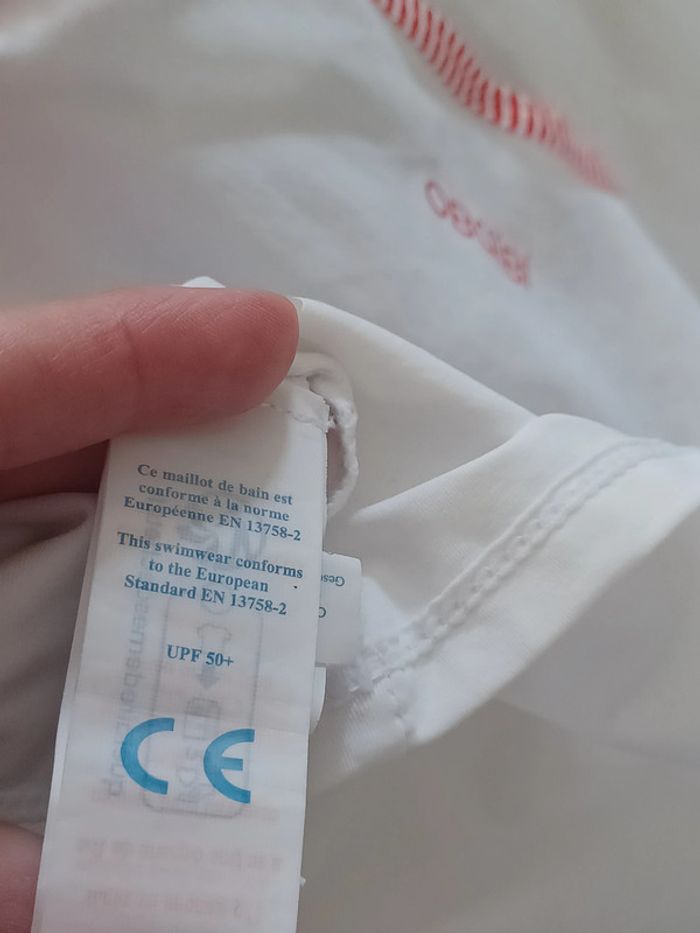 Ce maillot de bain est
conforme à la norme
Européenne EN 13758-2
This swimwear conforms
to the European
Standard EN 13758-2
UPF 50+
CE